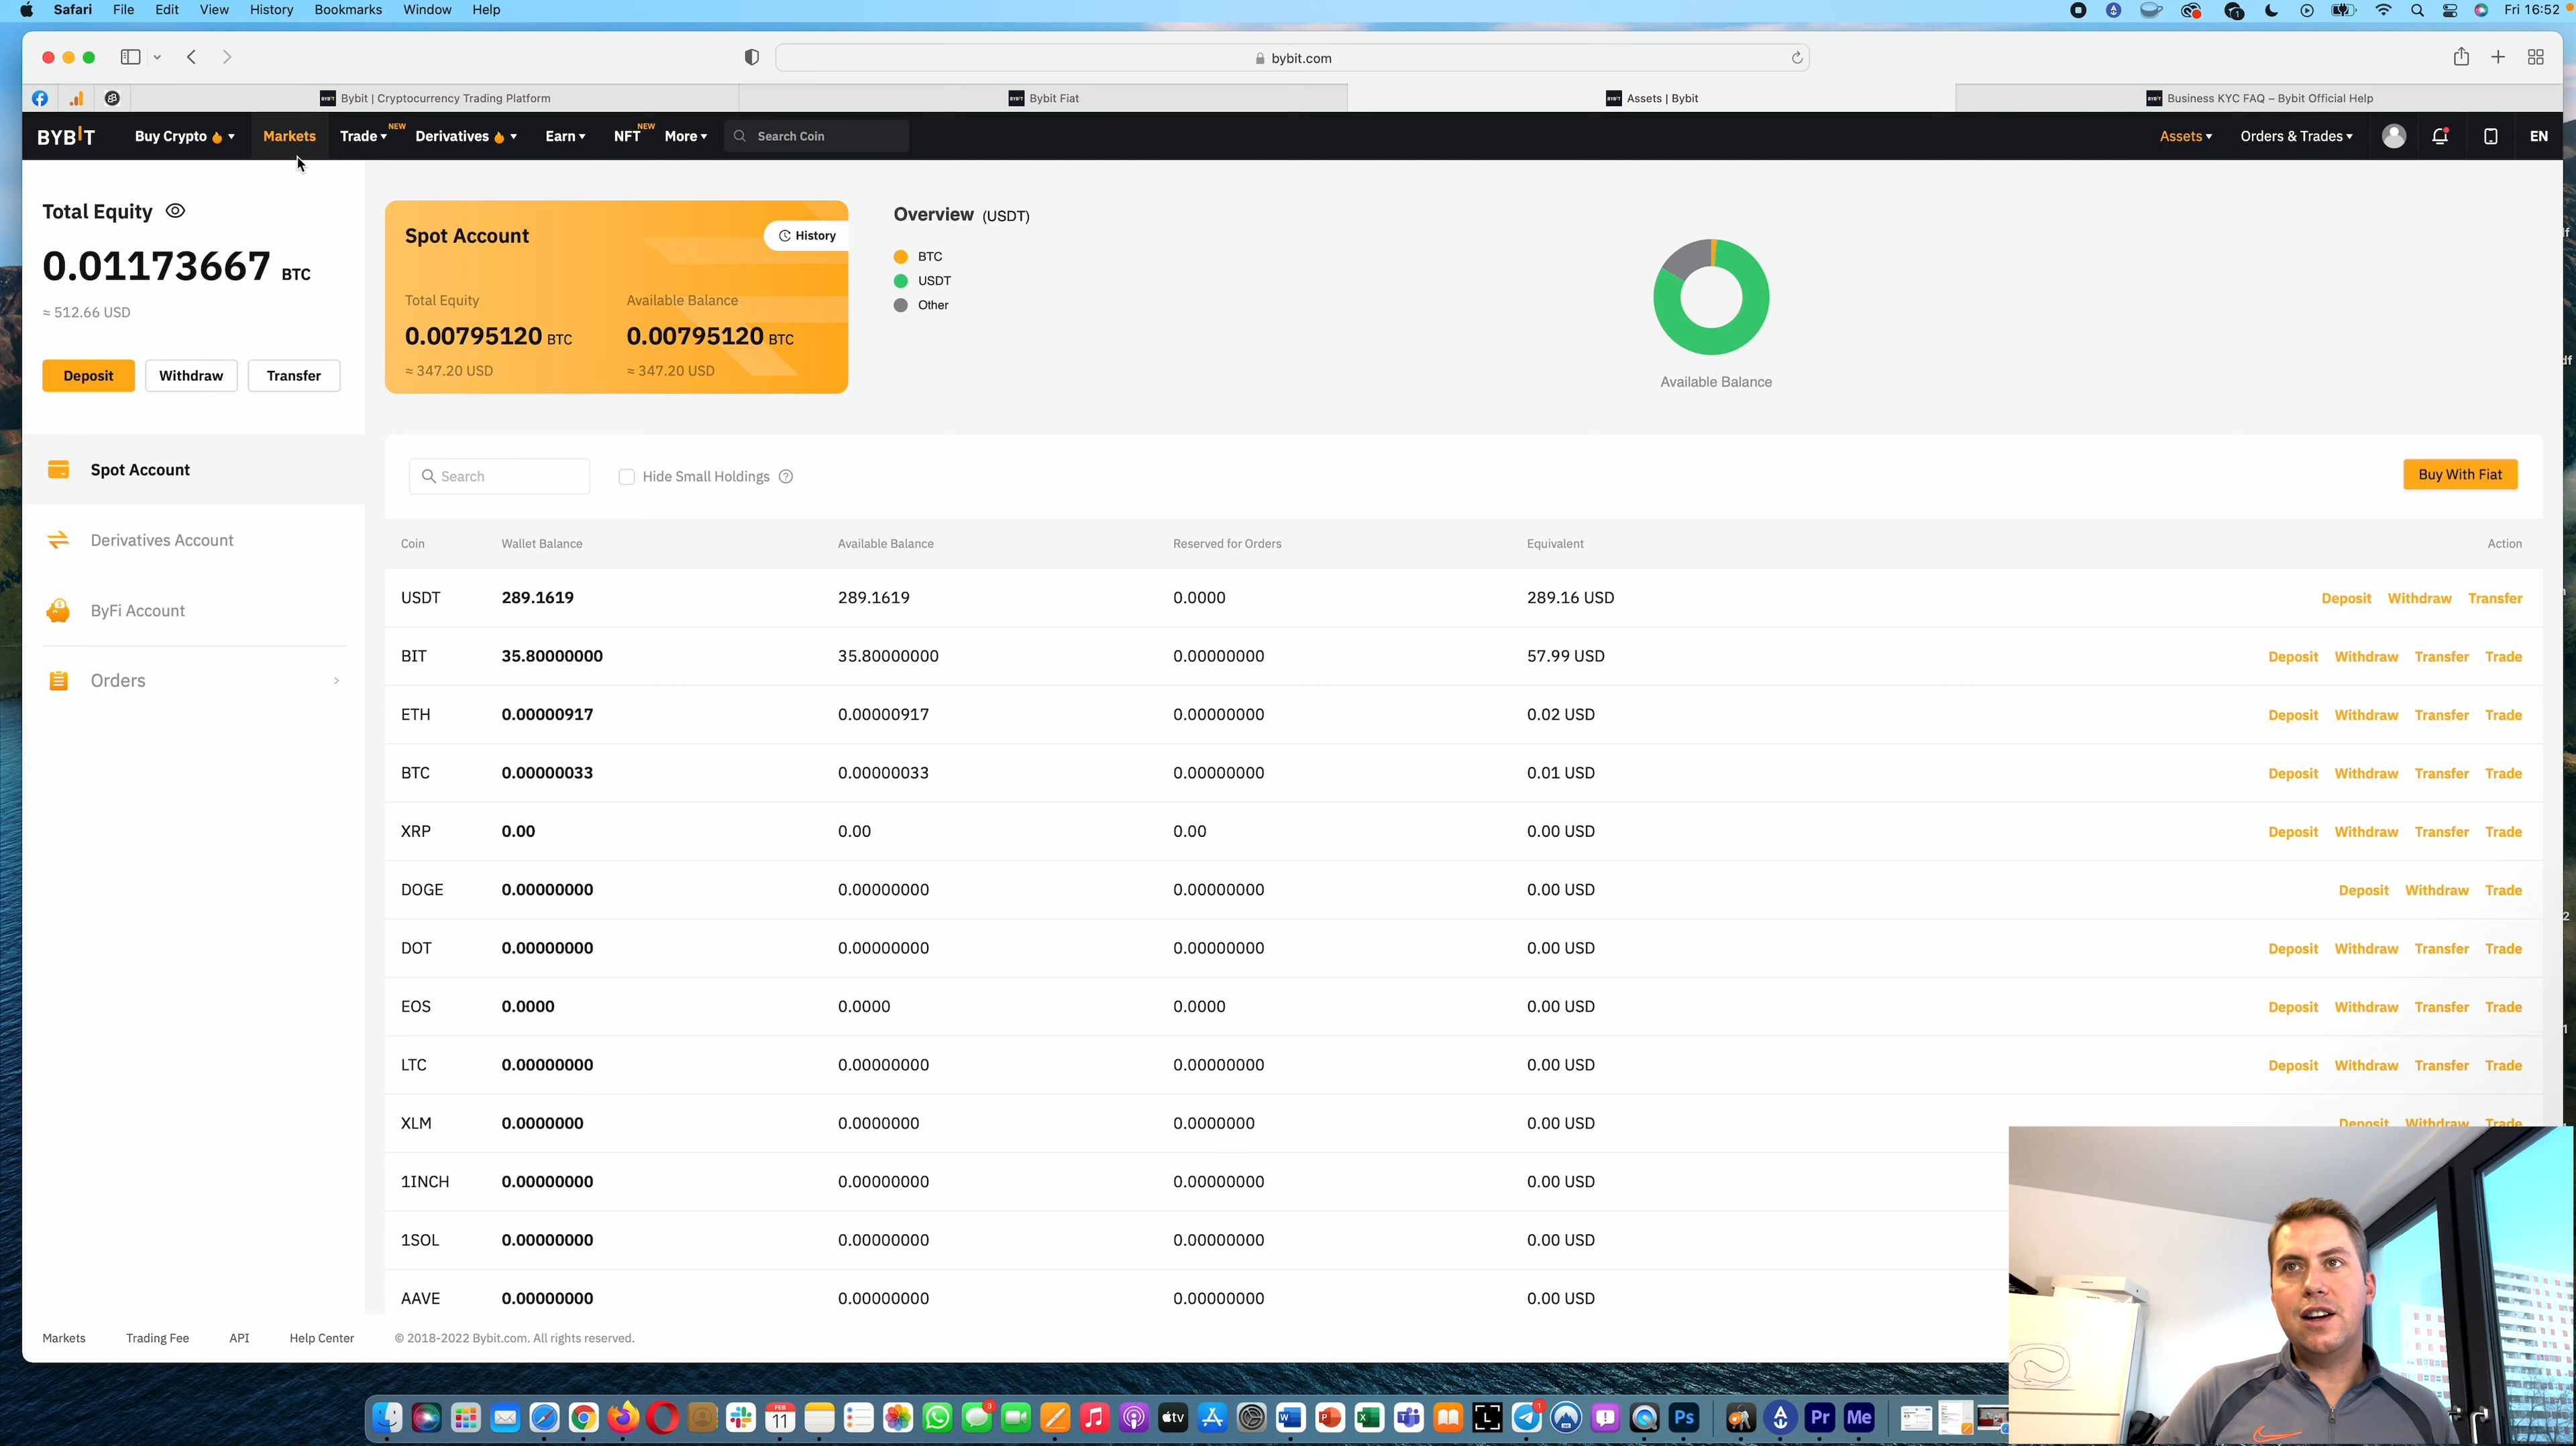 Safari File Edit View History Bookmarks Window Help Fri 16:52
bybit.com
Bybit | Cryptocurrency Trading Platform Bybit Fiat Assets | Bybit Business KYC FAQ – Bybit Official Help
BYBIT Buy Crypto Markets Trade NEW Derivatives Earn NFT NEW More Search Coin Assets Orders & Trades EN
Total Equity
0.01173667 BTC
≈ 512.66 USD
Deposit Withdraw Transfer
Spot Account
Derivatives Account
ByFi Account
Orders
Spot Account History
Total Equity Available Balance
0.00795120 BTC 0.00795120 BTC
≈ 347.20 USD ≈ 347.20 USD
Overview (USDT)
BTC
USDT
Other
Available Balance
Search Hide Small Holdings Buy With Fiat
Coin Wallet Balance Available Balance Reserved for Orders Equivalent Action
USDT 289.1619 289.1619 0.0000 289.16 USD Deposit Withdraw Transfer
BIT 35.80000000 35.80000000 0.00000000 57.99 USD Deposit Withdraw Transfer Trade
ETH 0.00000917 0.00000917 0.00000000 0.02 USD Deposit Withdraw Transfer Trade
BTC 0.00000033 0.00000033 0.00000000 0.01 USD Deposit Withdraw Transfer Trade
XRP 0.00 0.00 0.00 0.00 USD Deposit Withdraw Transfer Trade
DOGE 0.00000000 0.00000000 0.00000000 0.00 USD Deposit Withdraw Trade
DOT 0.00000000 0.00000000 0.00000000 0.00 USD Deposit Withdraw Transfer Trade
EOS 0.0000 0.0000 0.0000 0.00 USD Deposit Withdraw Transfer Trade
LTC 0.00000000 0.00000000 0.00000000 0.00 USD Deposit Withdraw Transfer Trade
XLM 0.0000000 0.0000000 0.0000000 0.00 USD Deposit Withdraw Trade
1INCH 0.00000000 0.00000000 0.00000000 0.00 USD
1SOL 0.00000000 0.00000000 0.00000000 0.00 USD
AAVE 0.00000000 0.00000000 0.00000000 0.00 USD
Markets Trading Fee API Help Center © 2018-2022 Bybit.com. All rights reserved.
FEB 11 3 tv W P X L 1 Ps Pr Me